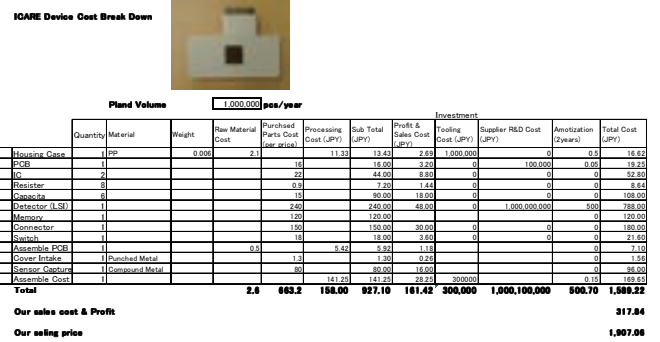 ICARE Device Cost Break Down
Pland Volume 1,000,000 pcs/year
Investment
Quantity Material Weight Raw Material Cost Purchsed Parts Cost (per price) Processing Cost (JPY) Sub Total (JPY) Profit & Sales Cost (JPY) Tooling Cost (JPY) Supplier R&D Cost (JPY) Amotization (2years) Total Cost (JPY)
Housing Case 1 PP 0.006 2.1 11.33 13.43 2.69 1,000,000 0 0.5 16.62
PCB 1 16 16.00 3.20 0 100,000 0.05 19.25
IC 2 22 44.00 8.80 0 0 0 52.80
Resister 8 0.9 7.20 1.44 0 0 0 8.64
Capacita 6 15 90.00 18.00 0 0 0 108.00
Detector (LSI) 1 240 240.00 48.00 0 1,000,000,000 500 788.00
Memory 1 120 120.00 0 120.00
Connector 1 150 150.00 30.00 0 0 0 180.00
Switch 1 18 18.00 3.60 0 0 0 21.60
Assemble PCB 1 0.5 5.42 5.92 1.18 0 7.10
Cover Intake 1 Punched Metal 1.3 1.30 0.26 0 1.56
Sensor Capture 1 Compound Metal 80 80.00 16.00 0 96.00
Assemble Cost 1 141.25 141.25 28.25 300000 0.15 169.65
Total 2.6 663.2 158.00 927.10 161.42 300,000 1,000,100,000 500.70 1,589.22
Our sales cost & Profit 317.84
Our seling price 1,907.06